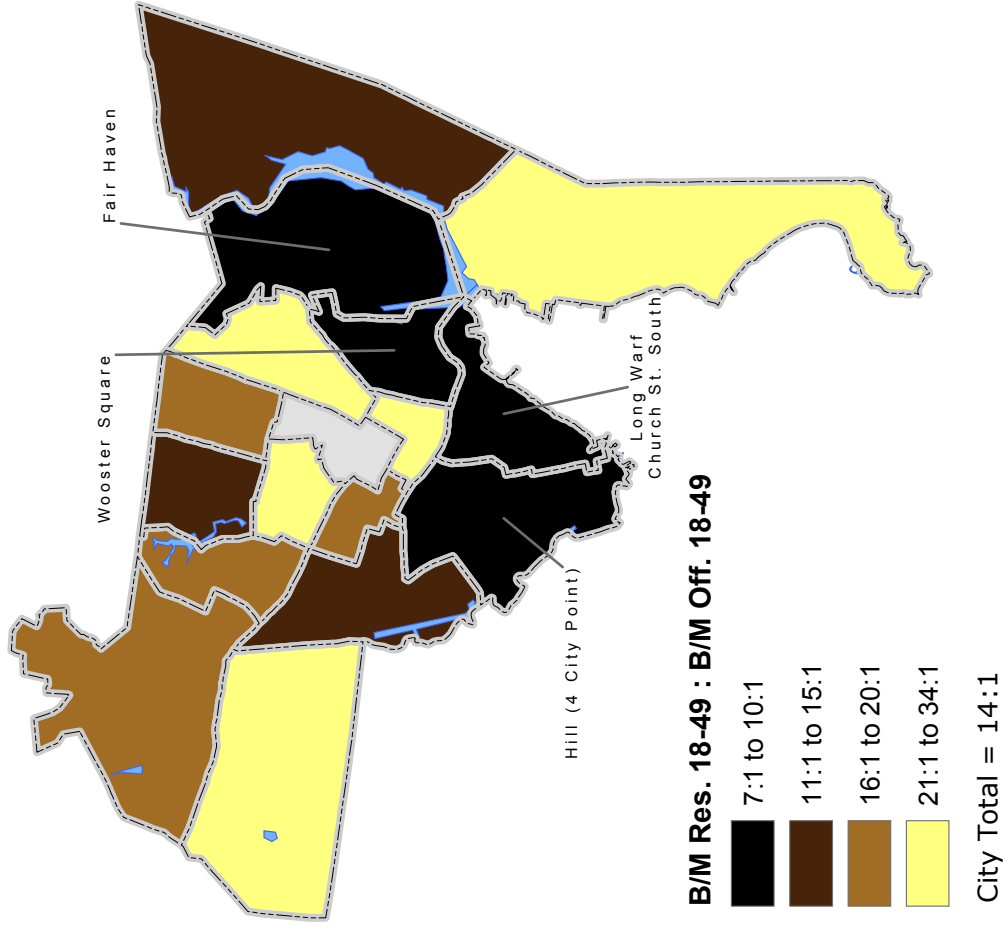 Fair Haven
Wooster Square
Long Warf
Church St. South
Hill (4 City Point)
B/M Res. 18-49 : B/M Off. 18-49
7:1 to 10:1
11:1 to 15:1
16:1 to 20:1
21:1 to 34:1
City Total = 14:1